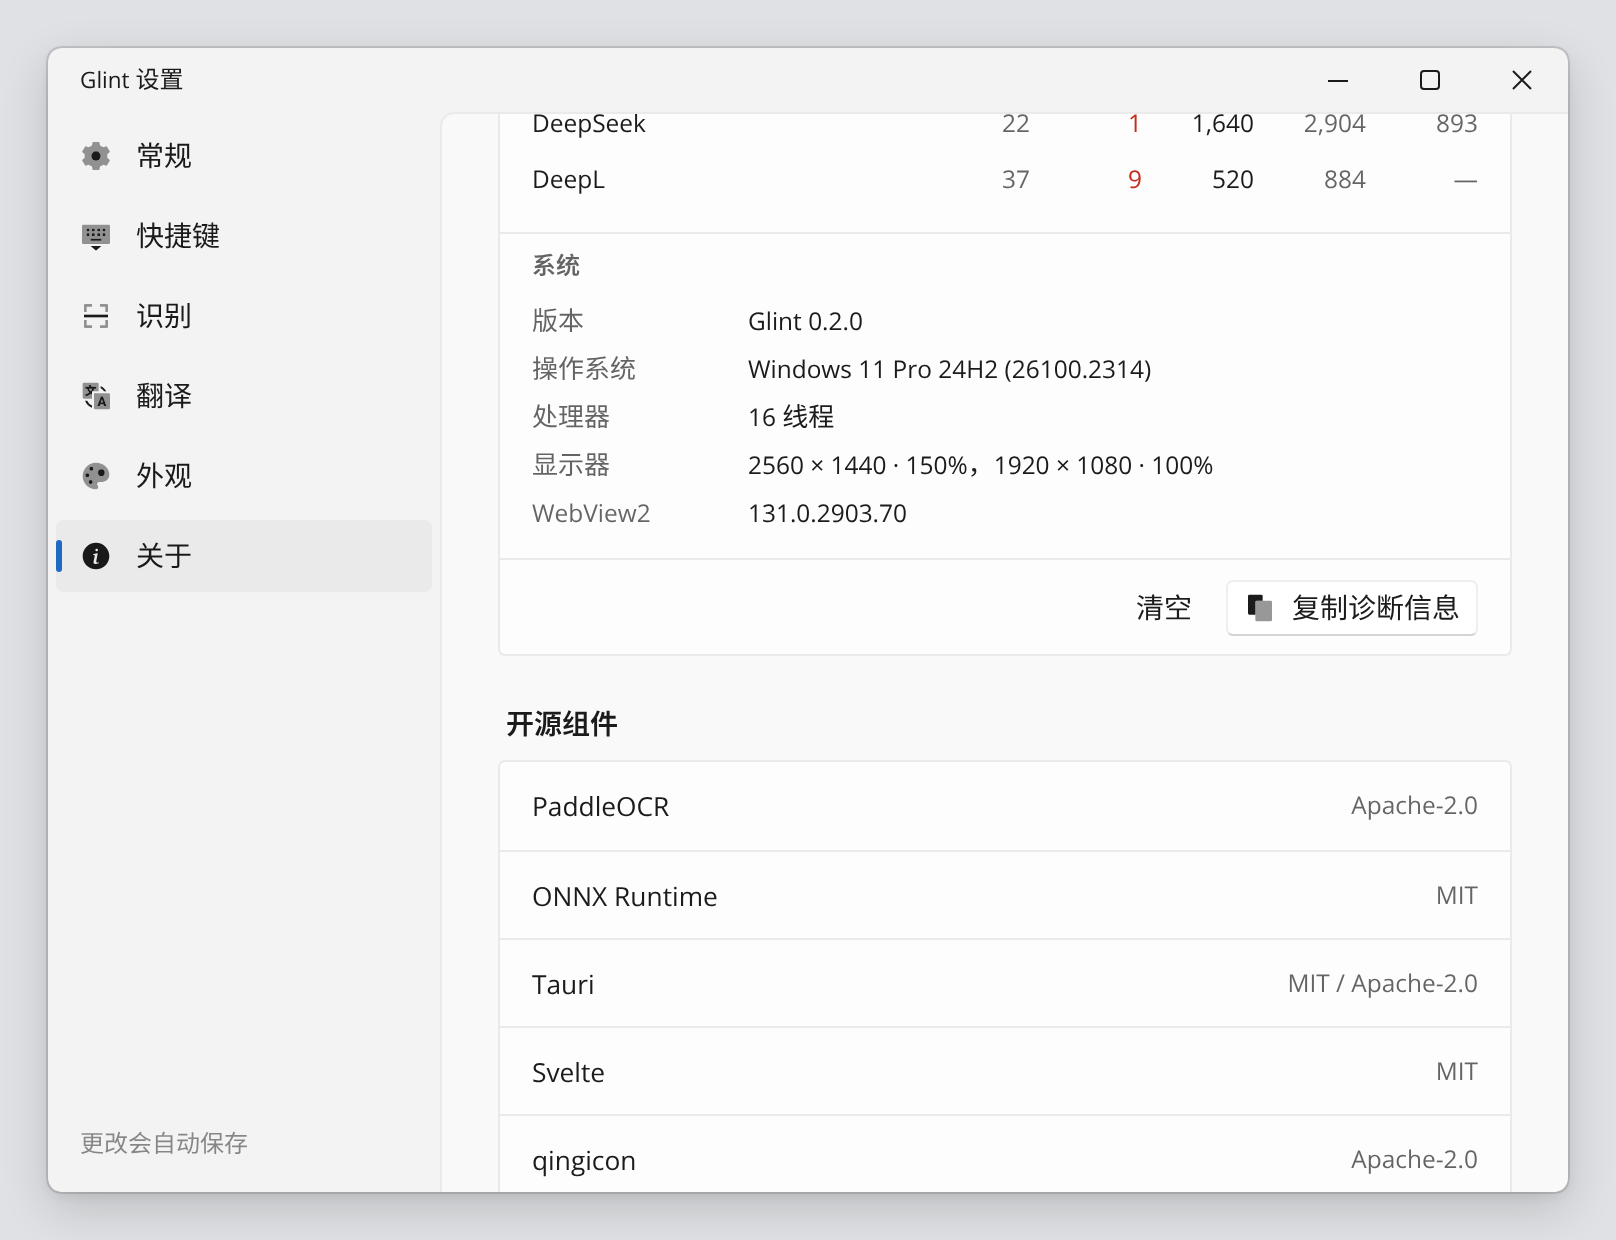 Glint 设置
常规
快捷键
识别
翻译
外观
关于
更改会自动保存
DeepSeek 22 1 1,640 2,904 893
DeepL 37 9 520 884 —
系统
版本 Glint 0.2.0
操作系统 Windows 11 Pro 24H2 (26100.2314)
处理器 16 线程
显示器 2560 × 1440 · 150%，1920 × 1080 · 100%
WebView2 131.0.2903.70
清空 复制诊断信息
开源组件
PaddleOCR Apache-2.0
ONNX Runtime MIT
Tauri MIT / Apache-2.0
Svelte MIT
qingicon Apache-2.0